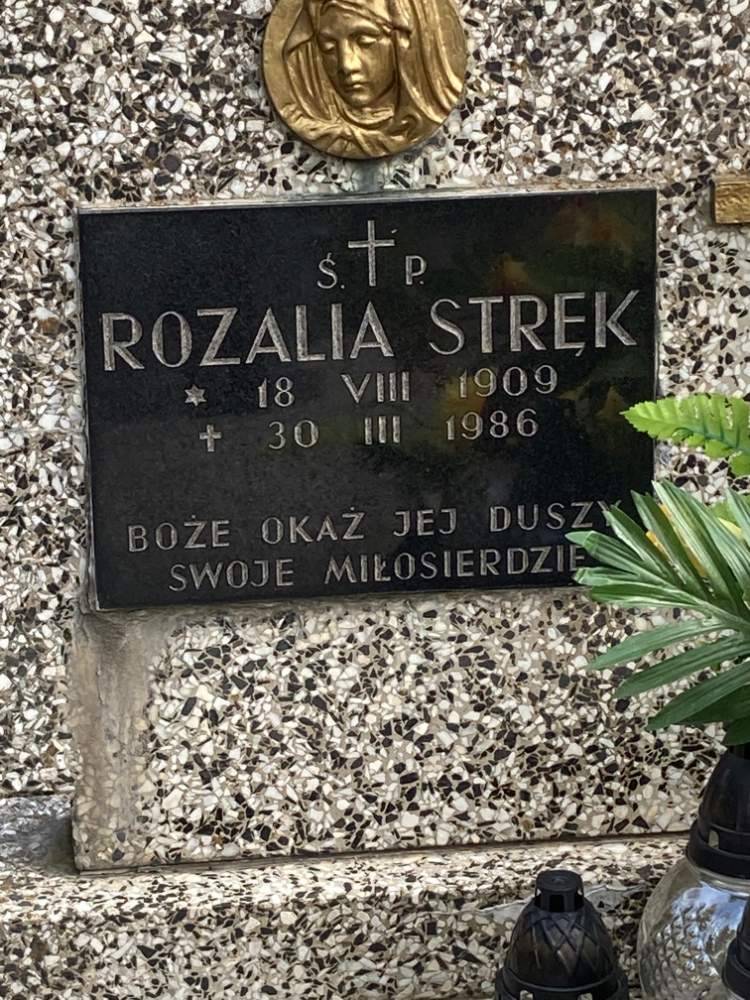 Ś. P.
ROZALIA STRĘK
18 VIII 1909
30 III 1986
BOŻE OKAŻ JEJ DUSZY
SWOJE MIŁOSIERDZIE